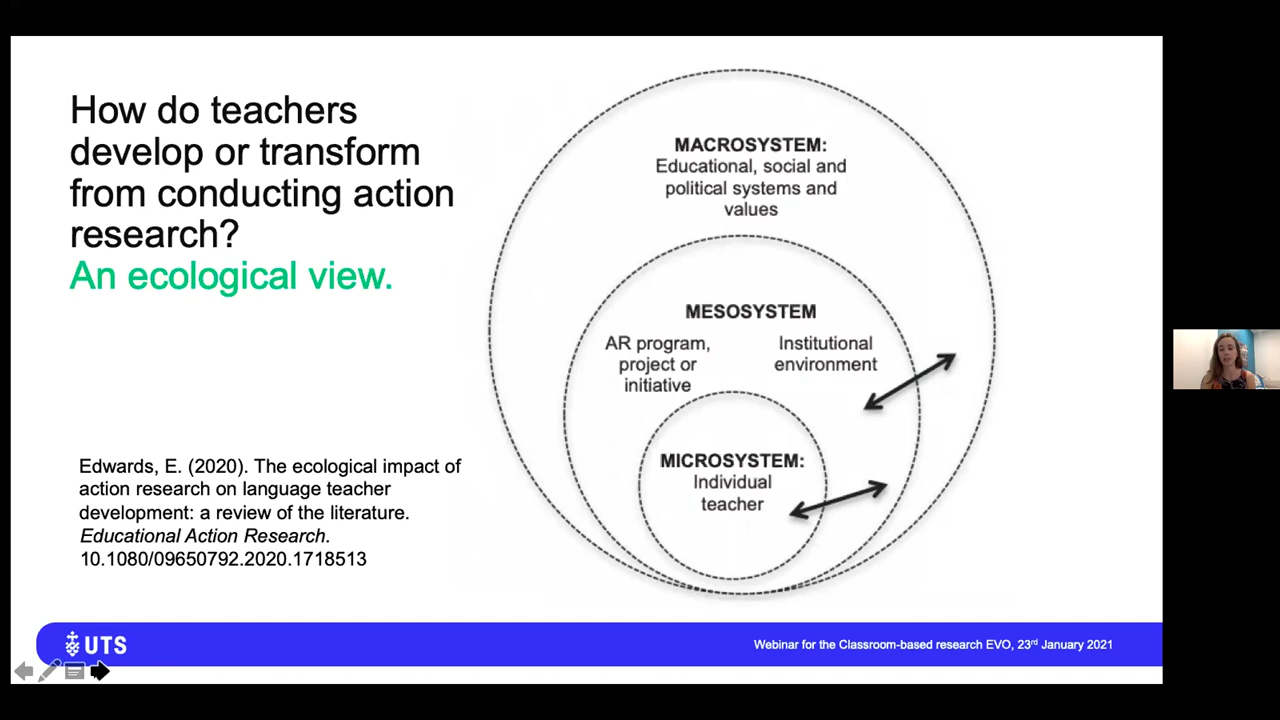 How do teachers
develop or transform
from conducting action
research?
An ecological view.
Edwards, E. (2020). The ecological impact of
action research on language teacher
development: a review of the literature.
Educational Action Research.
10.1080/09650792.2020.1718513
MACROSYSTEM:
Educational, social and
political systems and
values
MESOSYSTEM
AR program,
project or
initiative
Institutional
environment
MICROSYSTEM:
Individual
teacher
UTS
Webinar for the Classroom-based research EVO, 23rd January 2021